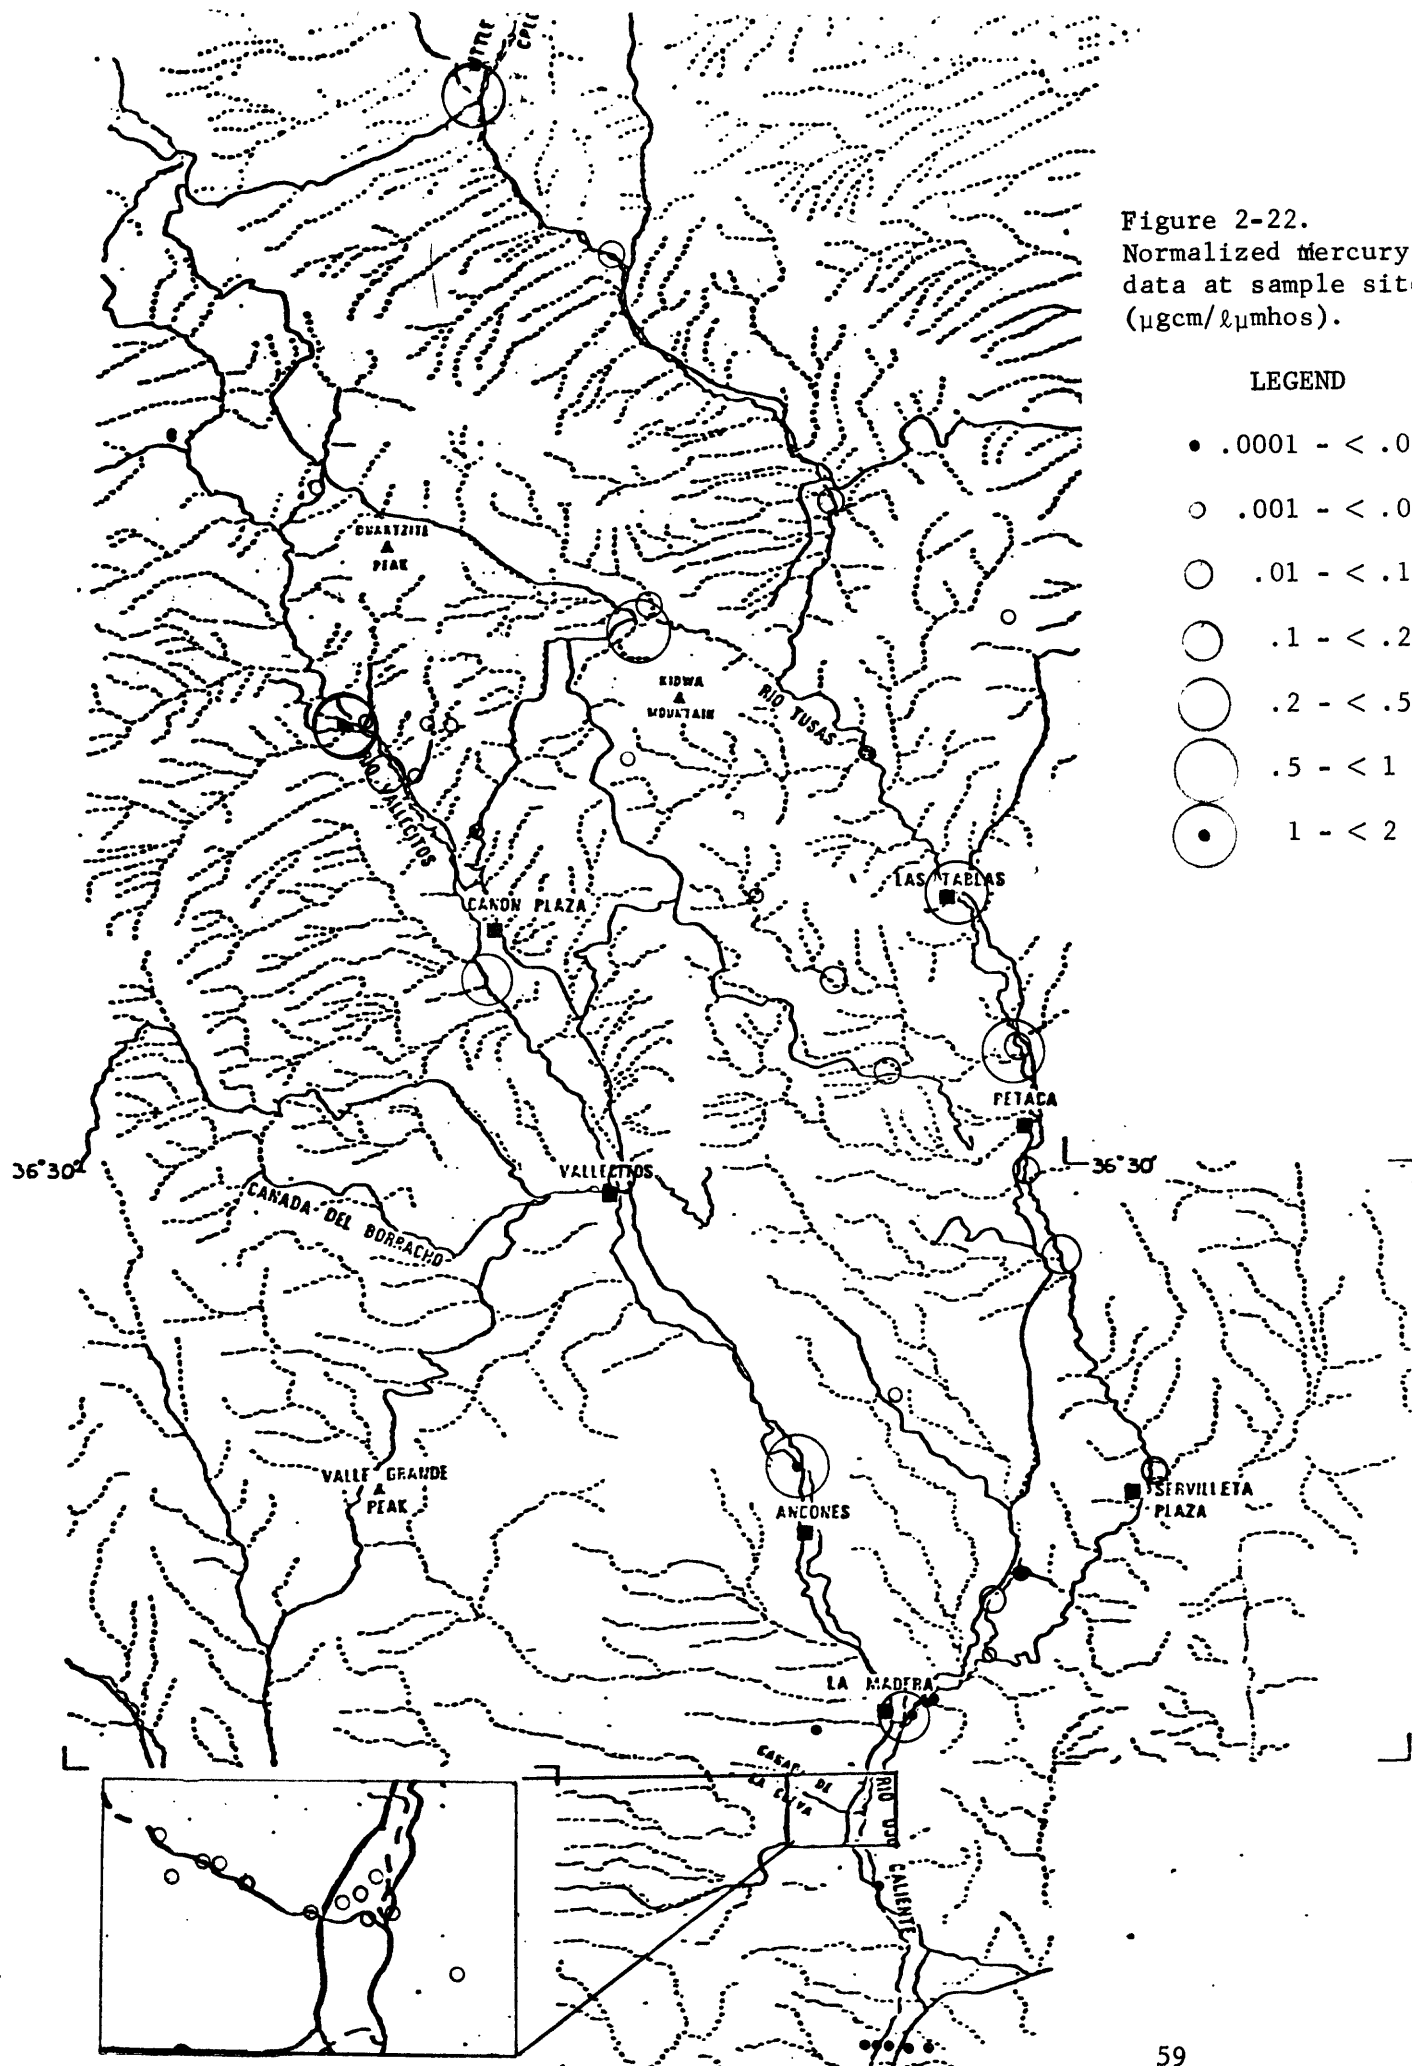 Figure 2-22.
Normalized mercury
data at sample sit
(µgcm/ℓµmhos).
LEGEND
.0001 - < .0
.001 - < .0
.01 - < .1
.1 - < .2
.2 - < .5
.5 - < 1
1 - < 2
QUARTZITE
PEAK
KIOWA
MOUNTAIN
RIO TUSAS
RIO VALLECITOS
LAS TABLAS
CANON PLAZA
PETACA
36°30'
36°30'
VALLECITOS
CANADA DEL BORRACHO
VALLE GRANDE
PEAK
ANCONES
SERVILLETA
PLAZA
LA MADERA
DE
LA
RIO OJO
CALIENTE
59